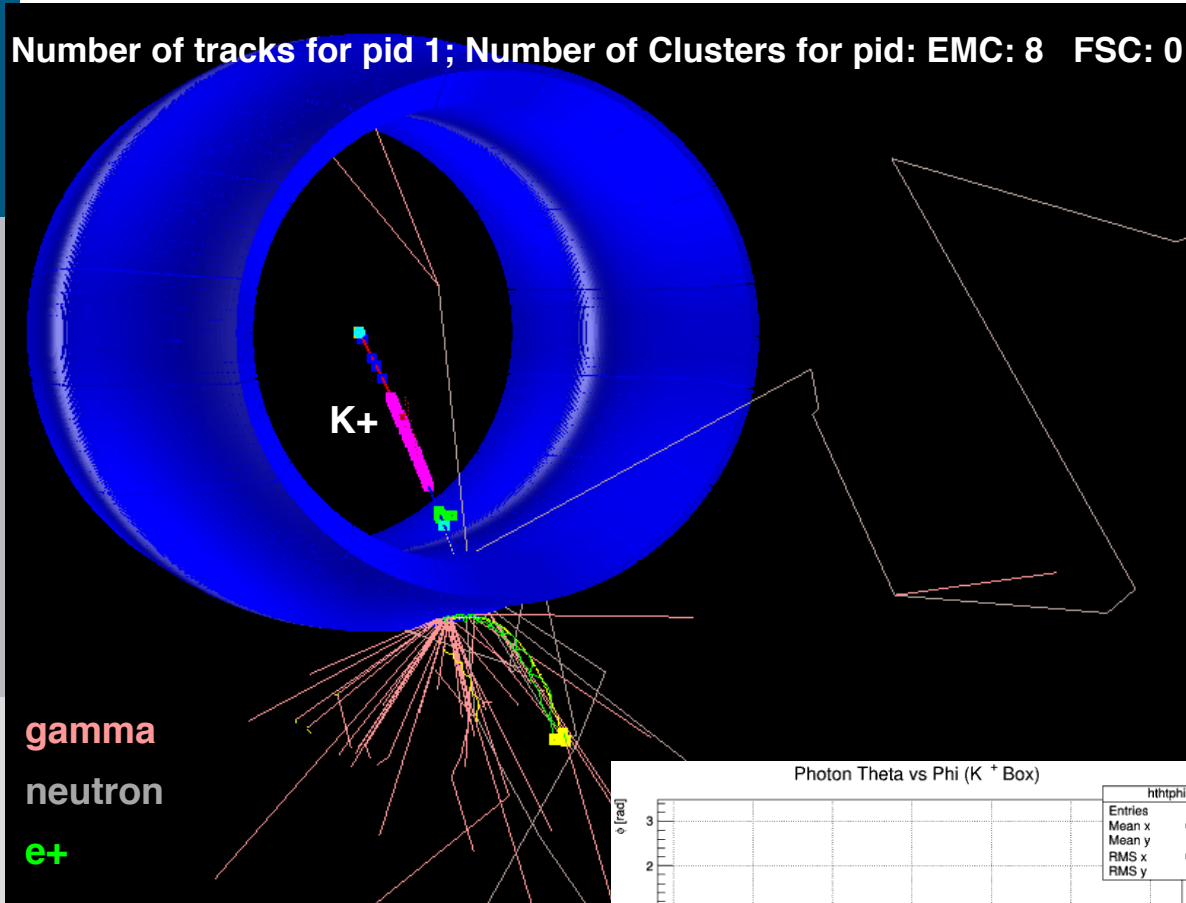 Number of tracks for pid 1; Number of Clusters for pid: EMC: 8 FSC: 0
K+
gamma
neutron
e+
Photon Theta vs Phi (K + Box)
hthtphi
Entries
Mean x
Mean y
RMS x
RMS y
ϕ [rad]
3
2